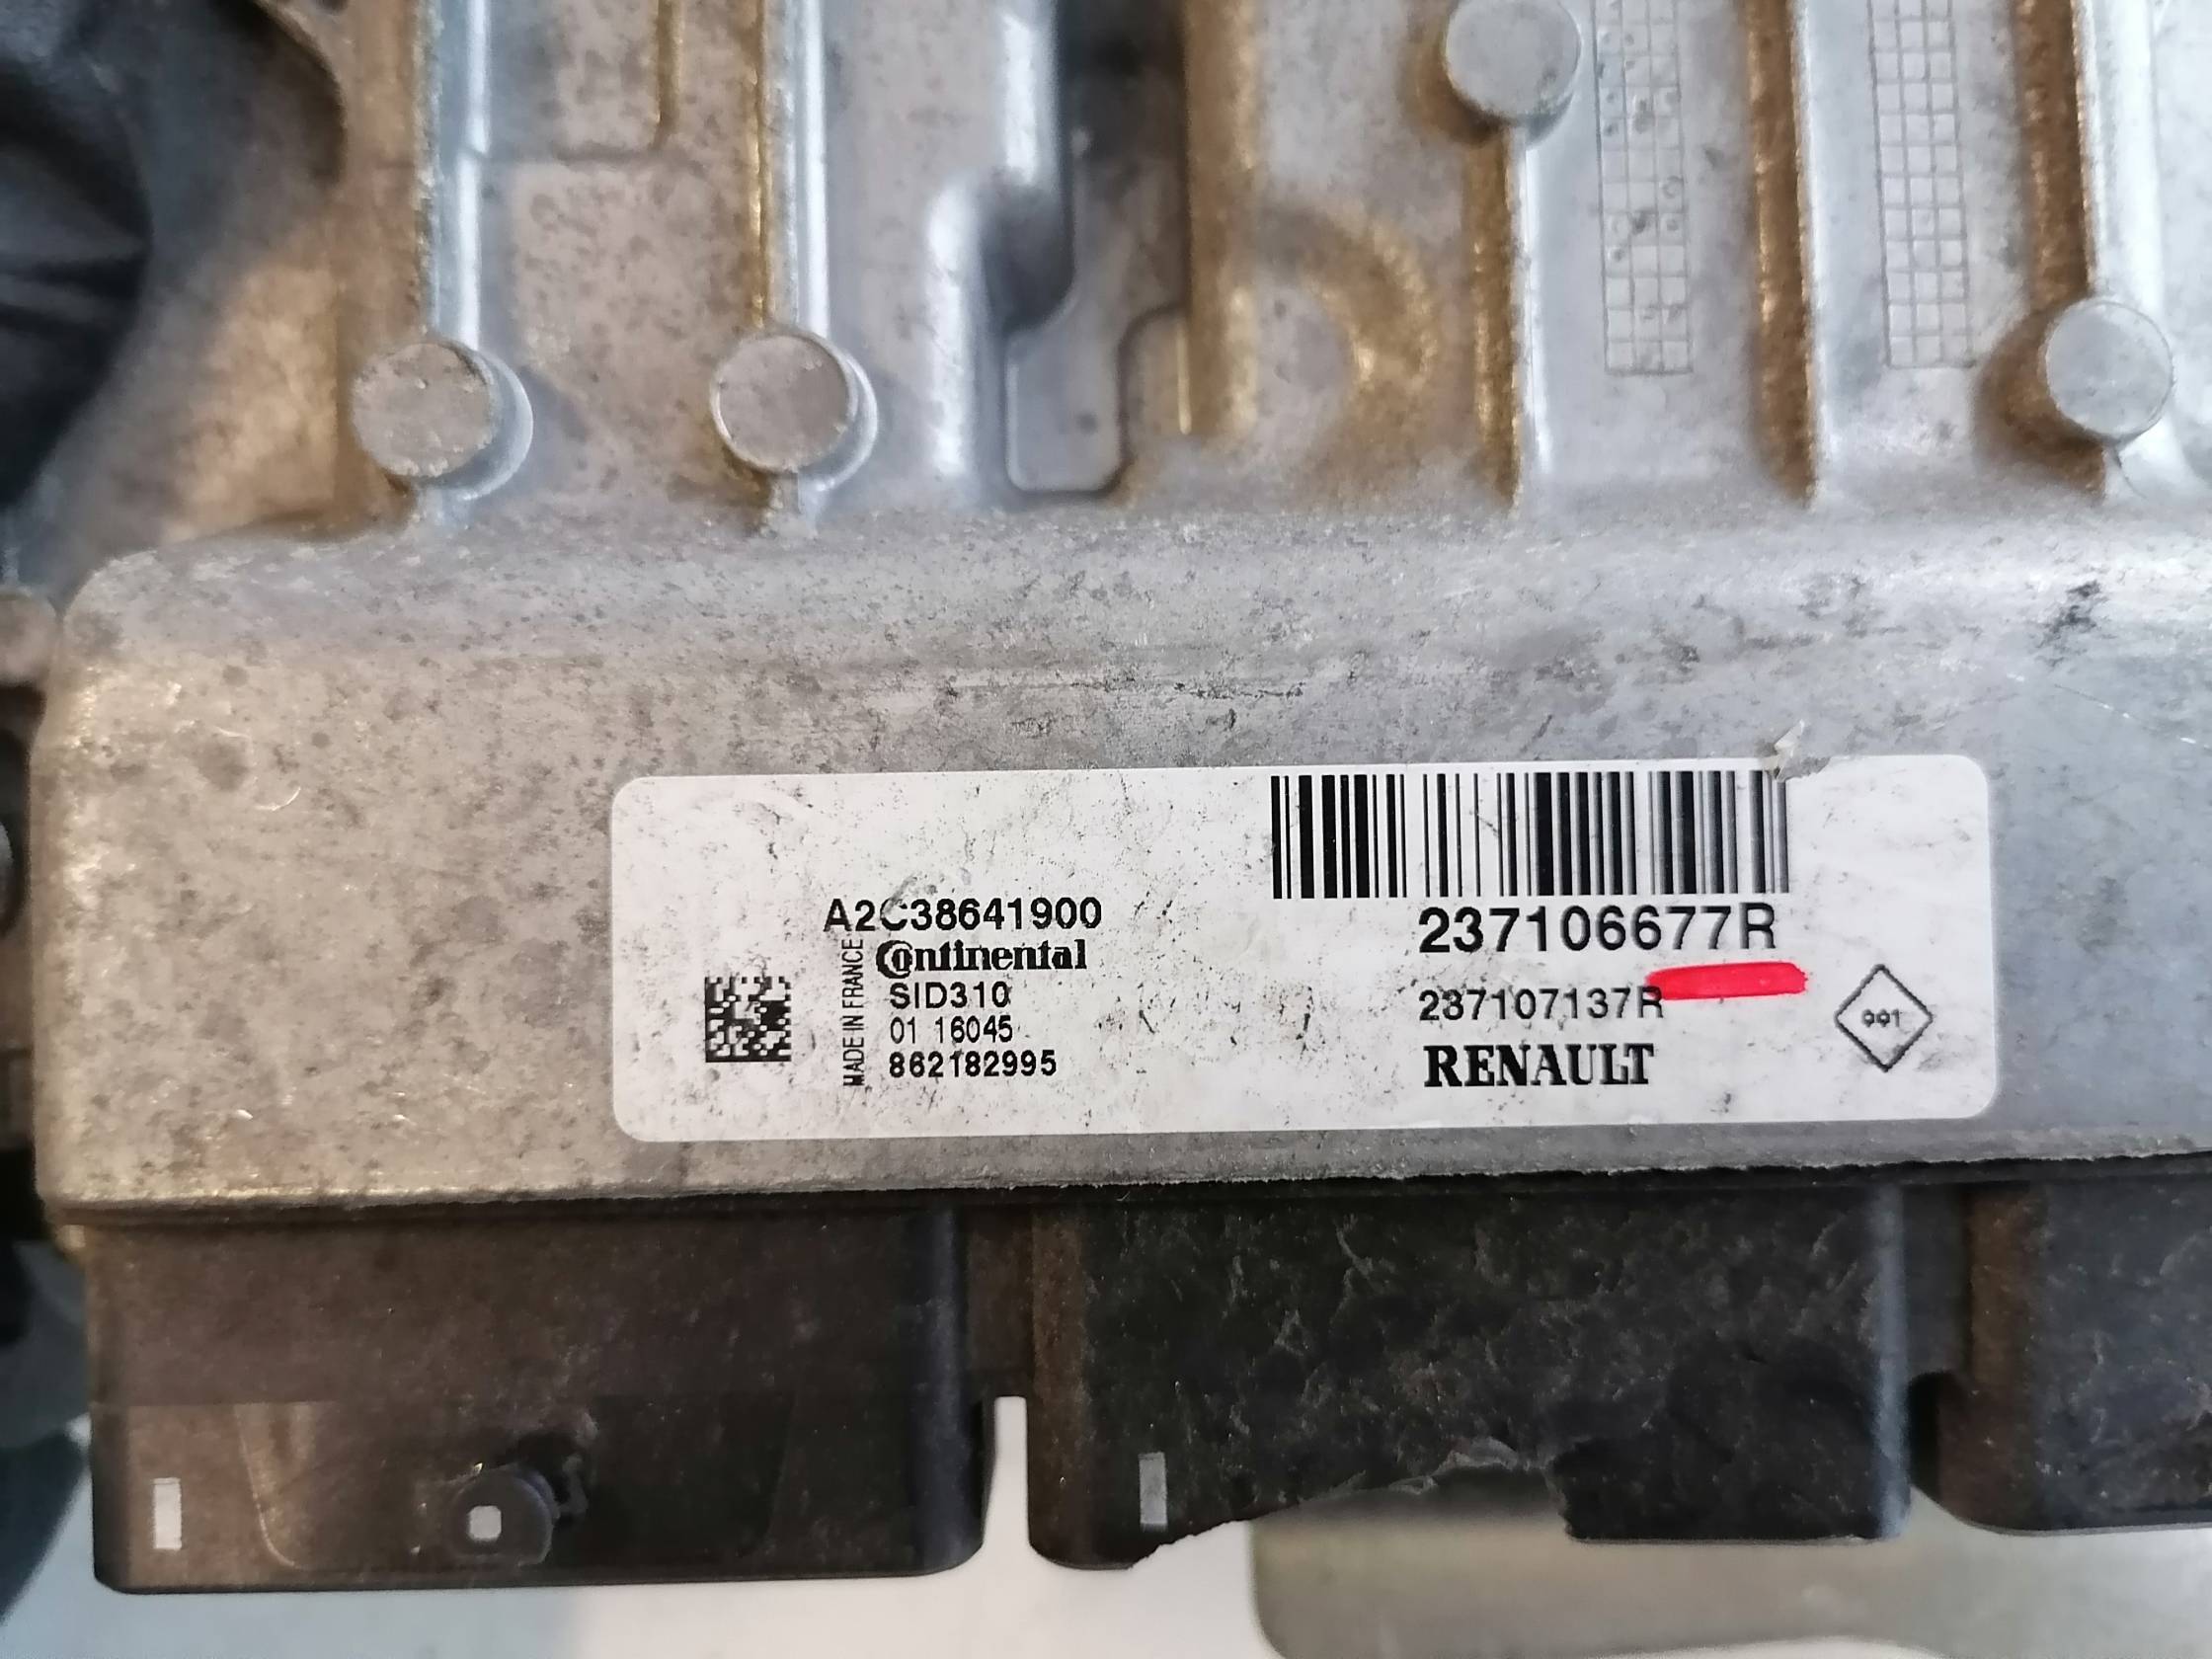 A2C38641900
Continental
SID310
01 16045
862182995
MADE IN FRANCE
237106677R
237107137R
RENAULT